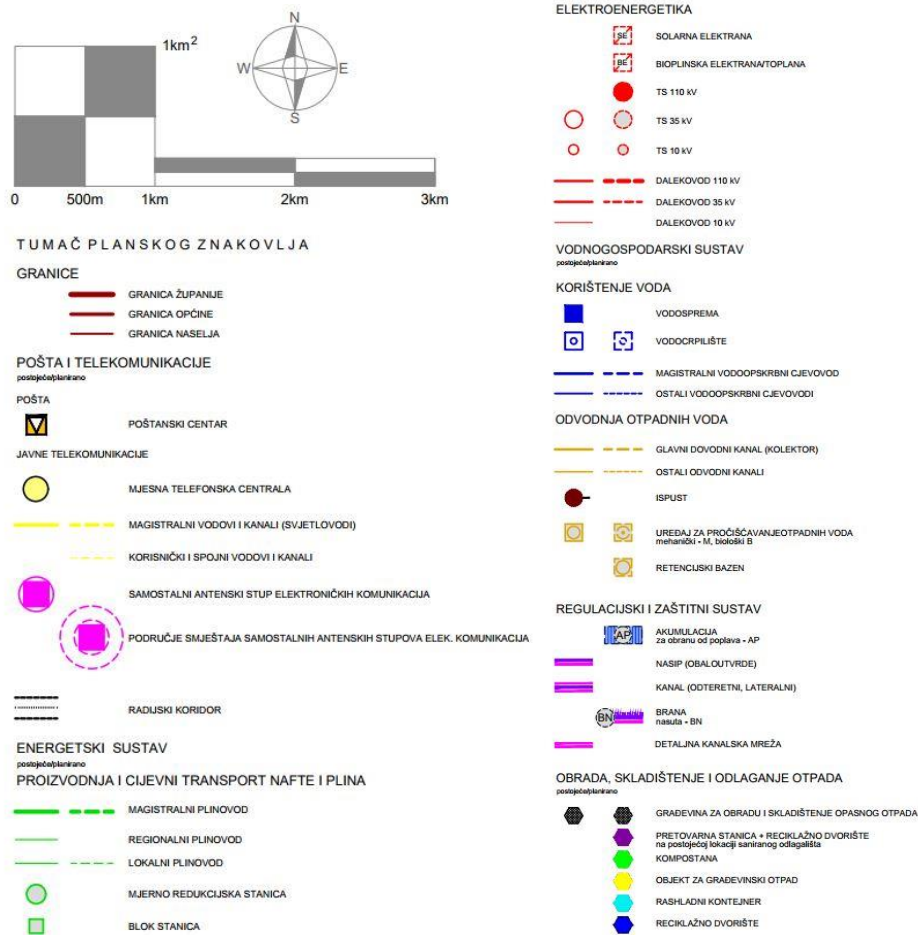 N
W
E
S
1km²
0
500m
1km
2km
3km
TUMAČ PLANSKOG ZNAKOVLJA
GRANICE
GRANICA ŽUPANIJE
GRANICA OPĆINE
GRANICA NASELJA
POŠTA I TELEKOMUNIKACIJE
postojeće/planirano
POŠTA
POŠTANSKI CENTAR
JAVNE TELEKOMUNIKACIJE
MJESNA TELEFONSKA CENTRALA
MAGISTRALNI VODOVI I KANALI (SVJETLOVODI)
KORISNIČKI I SPOJNI VODOVI I KANALI
SAMOSTALNI ANTENSKI STUP ELEKTRONIČKIH KOMUNIKACIJA
PODRUČJE SMJEŠTAJA SAMOSTALNIH ANTENSKIH STUPOVA ELEK. KOMUNIKACIJA
RADIJSKI KORIDOR
ENERGETSKI SUSTAV
postojeće/planirano
PROIZVODNJA I CIJEVNI TRANSPORT NAFTE I PLINA
MAGISTRALNI PLINOVOD
REGIONALNI PLINOVOD
LOKALNI PLINOVOD
MJERNO REDUKCIJSKA STANICA
BLOK STANICA
ELEKTROENERGETIKA
SE
SOLARNA ELEKTRANA
BE
BIOPLINSKA ELEKTRANA/TOPLANA
TS 110 kV
TS 35 kV
TS 10 kV
DALEKOVOD 110 kV
DALEKOVOD 35 kV
DALEKOVOD 10 kV
VODNOGOSPODARSKI SUSTAV
postojeće/planirano
KORIŠTENJE VODA
VODOSPREMA
VODOCRPILIŠTE
MAGISTRALNI VODOOPSKRBNI CJEVOVOD
OSTALI VODOOPSKRBNI CJEVOVODI
ODVODNJA OTPADNIH VODA
GLAVNI DOVODNI KANAL (KOLEKTOR)
OSTALI ODVODNI KANALI
ISPUST
UREĐAJ ZA PROČIŠĆAVANJEOTPADNIH VODA
mehanički - M, biološki B
RETENCIJSKI BAZEN
REGULACIJSKI I ZAŠTITNI SUSTAV
AP
AKUMULACIJA
za obranu od poplava - AP
NASIP (OBALOUTVRDE)
KANAL (ODTERETNI, LATERALNI)
BN
BRANA
nasuta - BN
DETALJNA KANALSKA MREŽA
OBRADA, SKLADIŠTENJE I ODLAGANJE OTPADA
postojeće/planirano
GRAĐEVINA ZA OBRADU I SKLADIŠTENJE OPASNOG OTPADA
PRETOVARNA STANICA + RECIKLAŽNO DVORIŠTE
na postojećoj lokaciji saniranog odlagališta
KOMPOSTANA
OBJEKT ZA GRAĐEVINSKI OTPAD
RASHLADNI KONTEJNER
RECIKLAŽNO DVORIŠTE